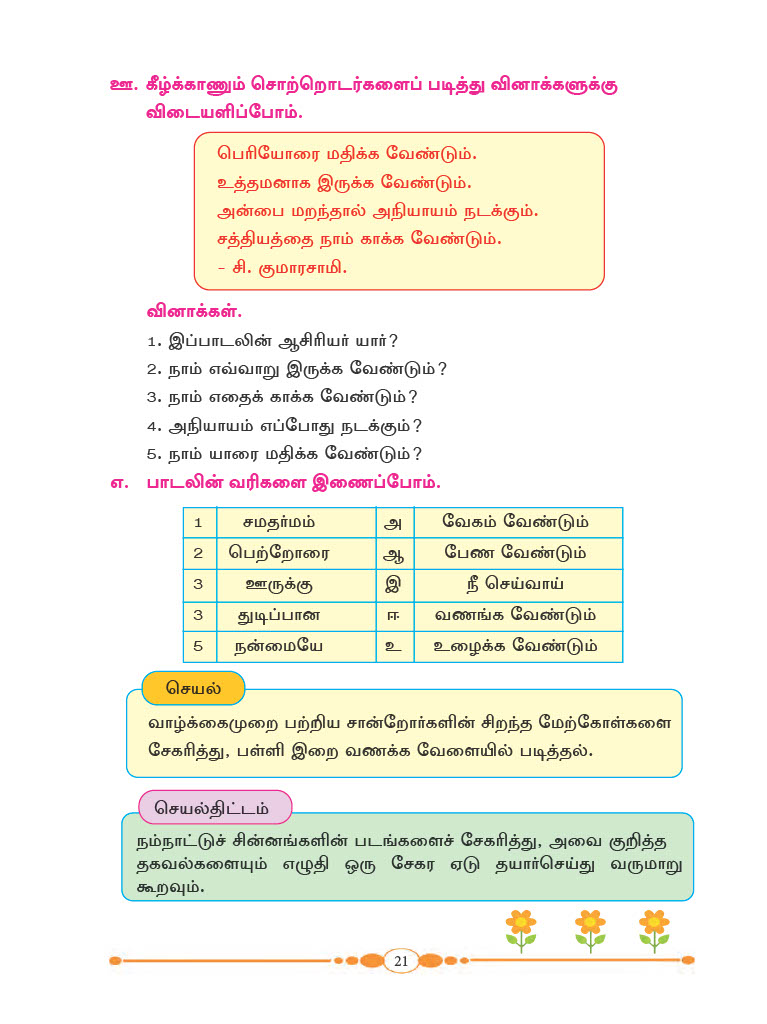 ஊ. கீழ்க்காணும் சொற்றொடர்களைப் படித்து வினாக்களுக்கு
விடையளிப்போம்.
பெரியோரை மதிக்க வேண்டும்.
உத்தமனாக இருக்க வேண்டும்.
அன்பை மறந்தால் அநியாயம் நடக்கும்.
சத்தியத்தை நாம் காக்க வேண்டும்.
- சி. குமாரசாமி.
வினாக்கள்.
1. இப்பாடலின் ஆசிரியர் யார்?
2. நாம் எவ்வாறு இருக்க வேண்டும்?
3. நாம் எதைக் காக்க வேண்டும்?
4. அநியாயம் எப்போது நடக்கும்?
5. நாம் யாரை மதிக்க வேண்டும்?
எ. பாடலின் வரிகளை இணைப்போம்.
1 சமதர்மம் அ வேகம் வேண்டும்
2 பெற்றோரை ஆ பேண வேண்டும்
3 ஊருக்கு இ நீ செய்வாய்
3 துடிப்பான ஈ வணங்க வேண்டும்
5 நன்மையே உ உழைக்க வேண்டும்
செயல்
வாழ்க்கைமுறை பற்றிய சான்றோர்களின் சிறந்த மேற்கோள்களை
சேகரித்து, பள்ளி இறை வணக்க வேளையில் படித்தல்.
செயல்திட்டம்
நம்நாட்டுச் சின்னங்களின் படங்களைச் சேகரித்து, அவை குறித்த
தகவல்களையும் எழுதி ஒரு சேகர ஏடு தயார்செய்து வருமாறு
கூறவும்.
21